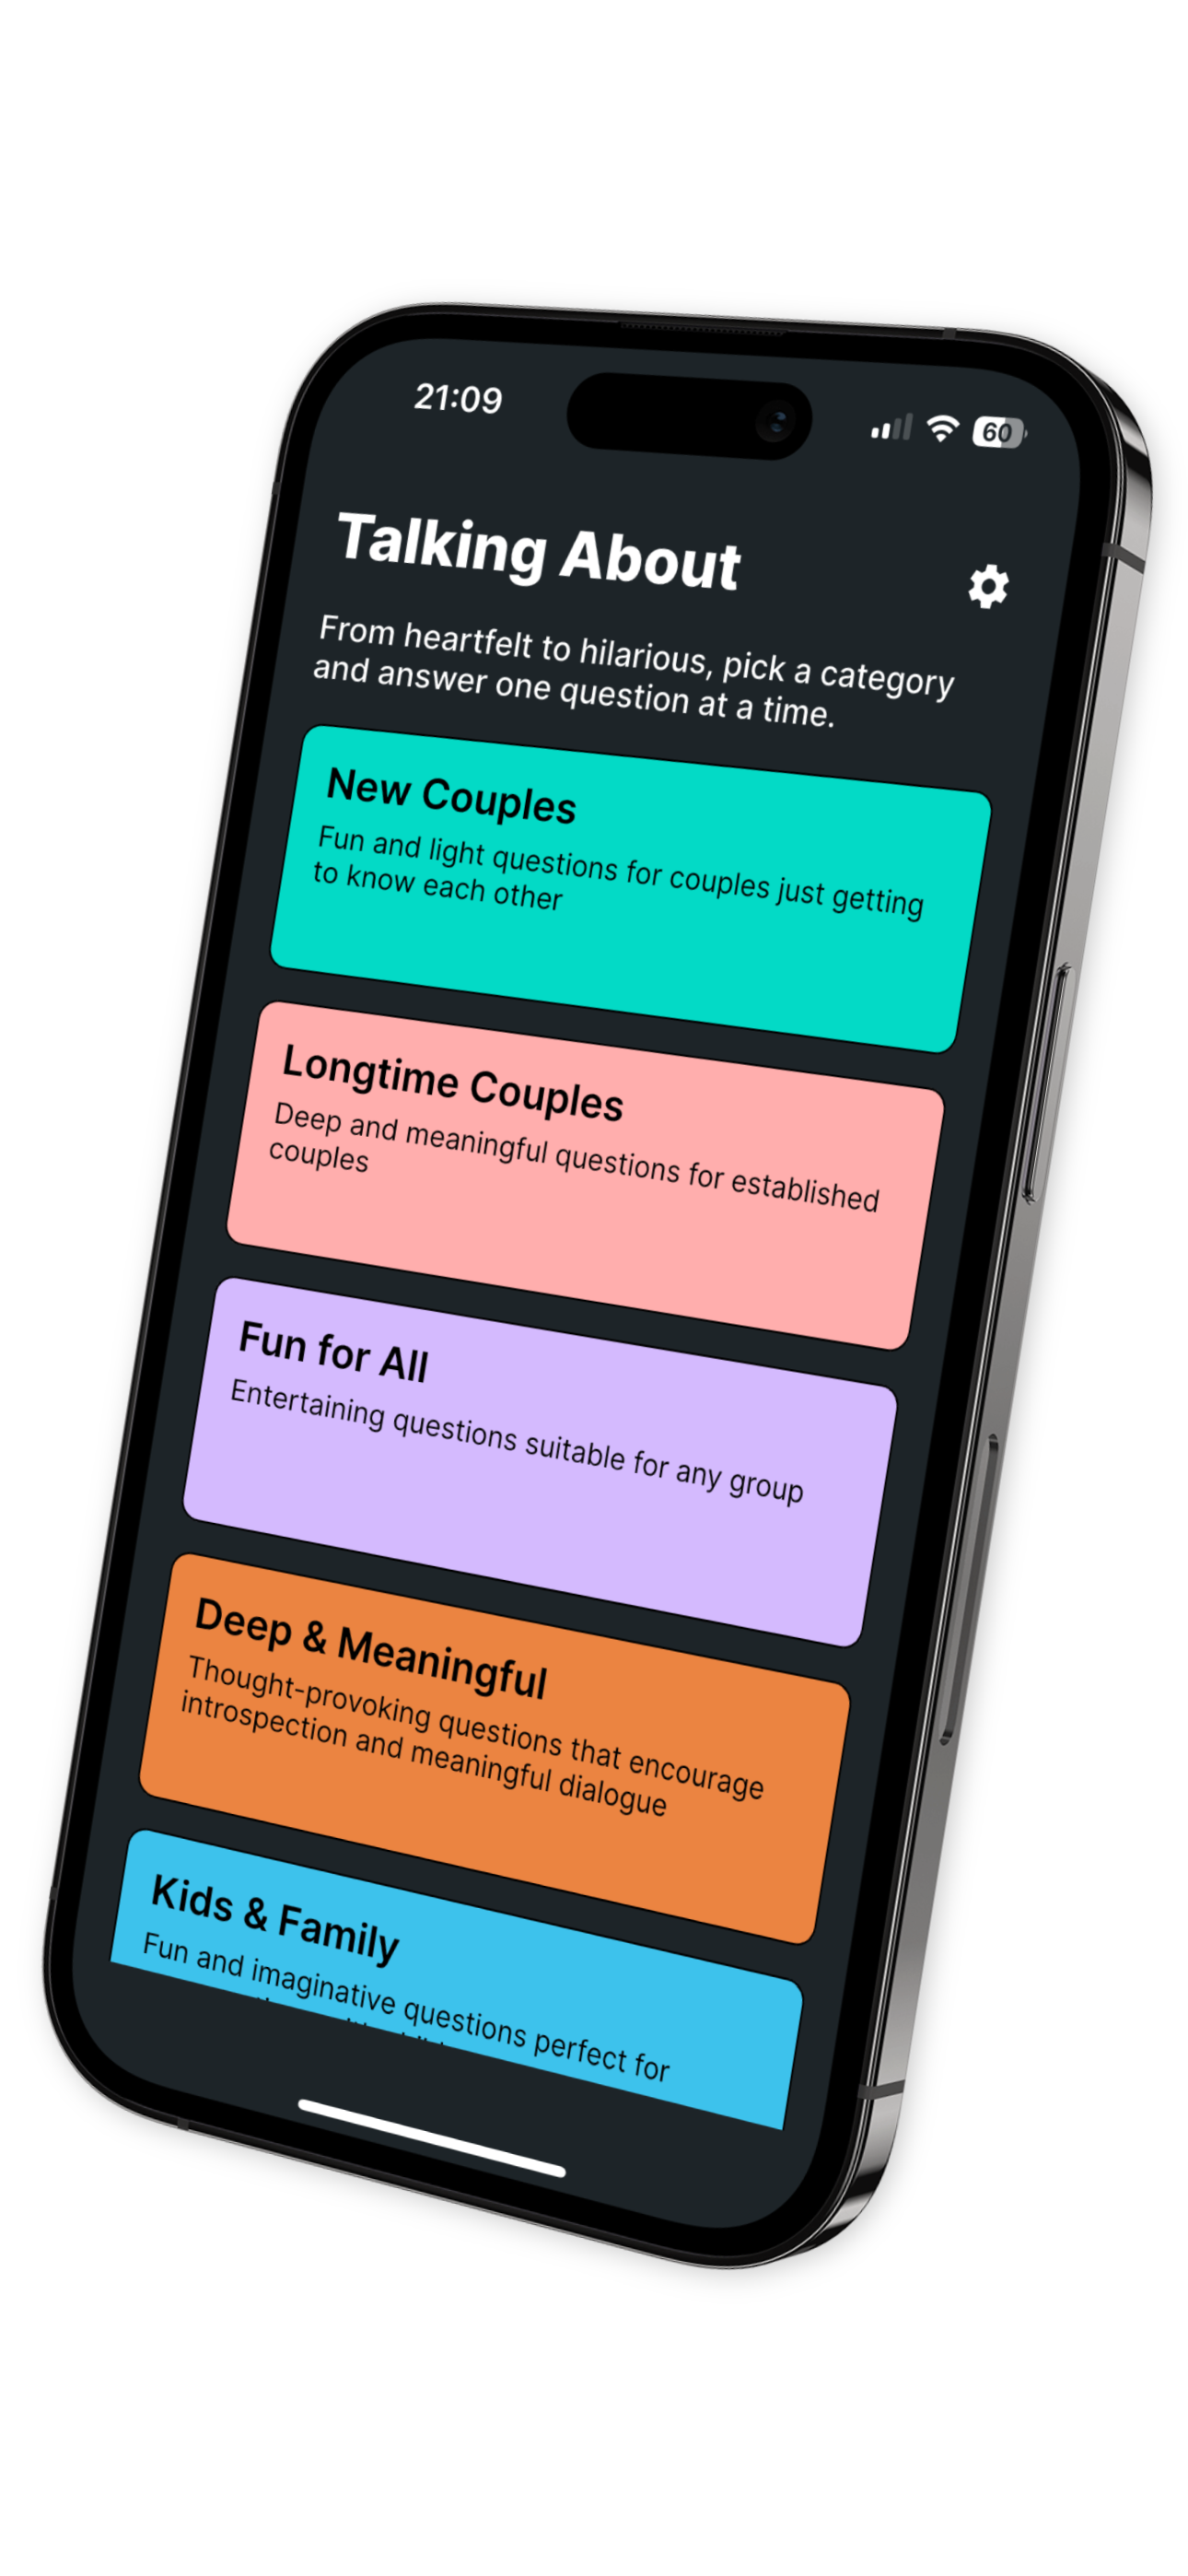 21:09
60
Talking About
From heartfelt to hilarious, pick a category
and answer one question at a time.
New Couples
Fun and light questions for couples just getting
to know each other
Longtime Couples
Deep and meaningful questions for established
couples
Fun for All
Entertaining questions suitable for any group
Deep & Meaningful
Thought-provoking questions that encourage
introspection and meaningful dialogue
Kids & Family
Fun and imaginative questions perfect for